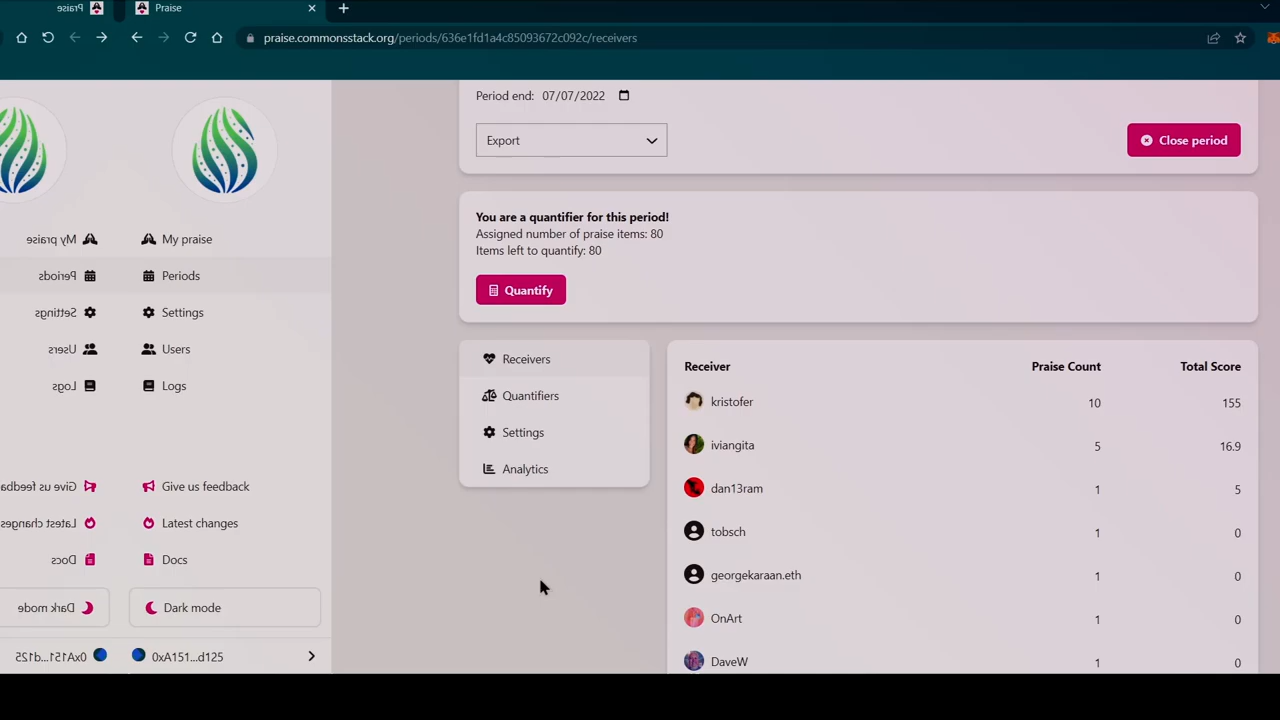 Praise
Praise
praise.commonsstack.org/periods/636e1fd1a4c85093672c092c/receivers
Period end: 07/07/2022
Export
Close period
You are a quantifier for this period!
Assigned number of praise items: 80
Items left to quantify: 80
Quantify
My praise My praise
Periods Periods
Settings Settings
Users Users
Logs Logs
Give us feedback Give us feedback
Latest changes Latest changes
Docs Docs
Dark mode Dark mode
0xA151...d125 0xA151...d125
Receivers
Quantifiers
Settings
Analytics
Receiver Praise Count Total Score
kristofer 10 155
iviangita 5 16.9
dan13ram 1 5
tobsch 1 0
georgekaraan.eth 1 0
OnArt 1 0
DaveW 1 0